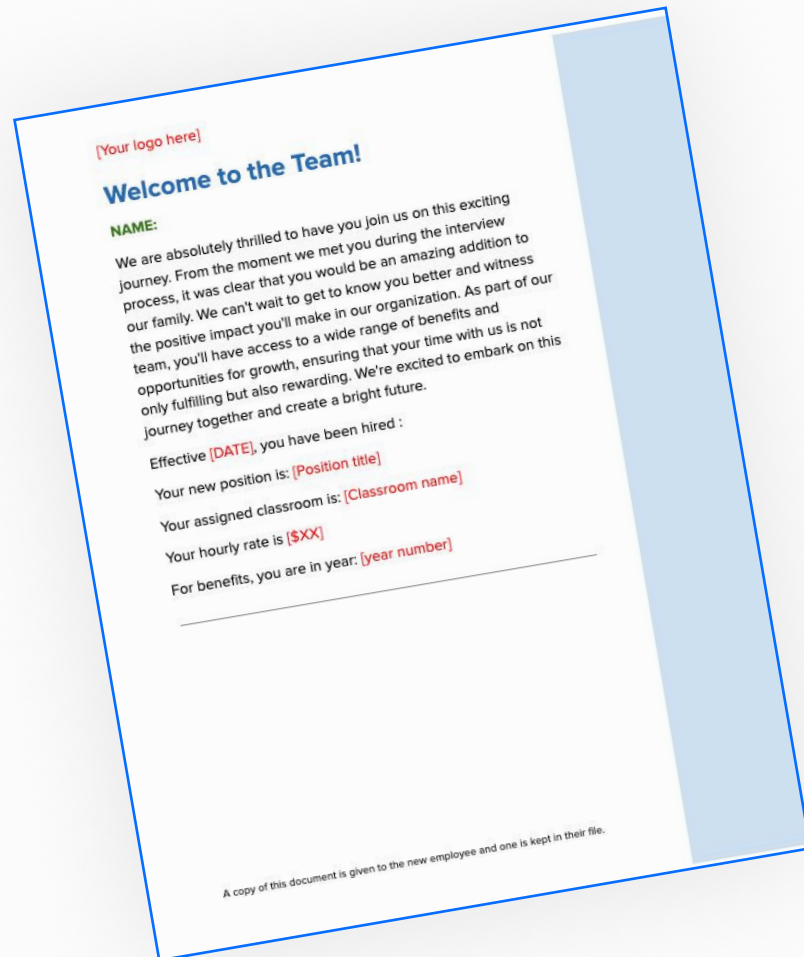 [Your logo here]
Welcome to the Team!
NAME:
We are absolutely thrilled to have you join us on this exciting
journey. From the moment we met you during the interview
process, it was clear that you would be an amazing addition to
our family. We can't wait to get to know you better and witness
the positive impact you'll make in our organization. As part of our
team, you'll have access to a wide range of benefits and
opportunities for growth, ensuring that your time with us is not
only fulfilling but also rewarding. We're excited to embark on this
journey together and create a bright future.
Effective [DATE], you have been hired :
Your new position is: [Position title]
Your assigned classroom is: [Classroom name]
Your hourly rate is [$XX]
For benefits, you are in year: [year number]
A copy of this document is given to the new employee and one is kept in their file.